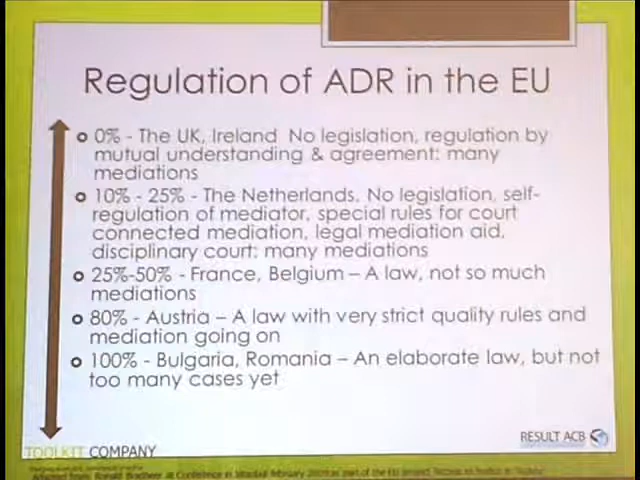 Regulation of ADR in the EU
0% - The UK, Ireland No legislation, regulation by
mutual understanding & agreement: many
mediations
10% - 25% - The Netherlands. No legislation, self-
regulation of mediator, special rules for court
connected mediation, legal mediation aid,
disciplinary court: many mediations
25%-50% - France, Belgium – A law, not so much
mediations
80% - Austria – A law with very strict quality rules and
mediation going on
100% - Bulgaria, Romania – An elaborate law, but not
too many cases yet
RESULT ACB
TOOLKIT COMPANY